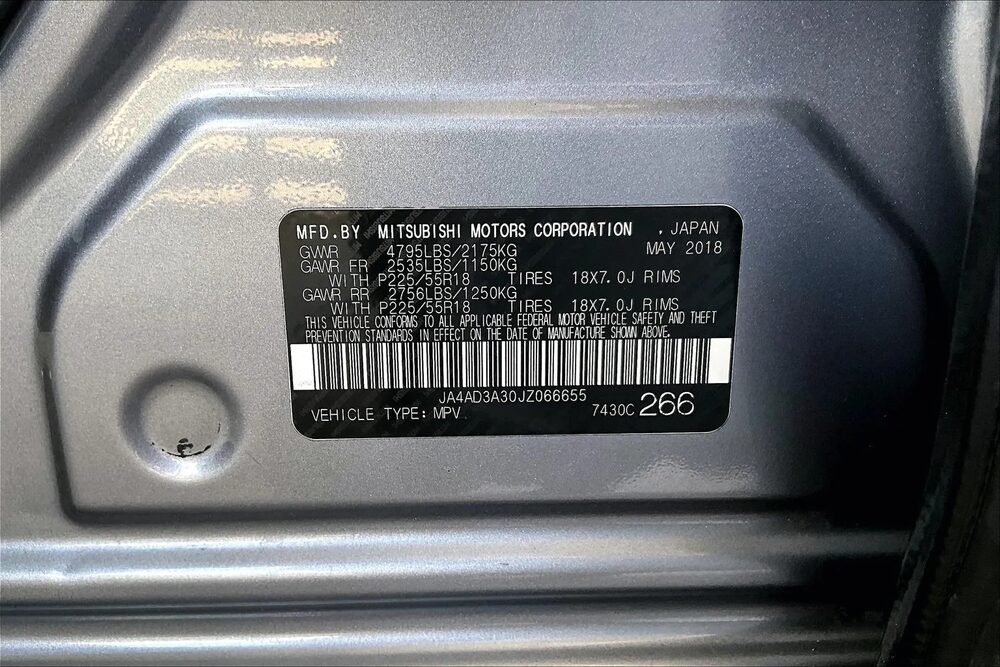 MFD.BY MITSUBISHI MOTORS CORPORATION , JAPAN
GVWR 4795LBS/2175KG MAY 2018
GAWR FR 2535LBS/1150KG
WITH P225/55R18 TIRES 18X7.0J RIMS
GAWR RR 2756LBS/1250KG
WITH P225/55R18 TIRES 18X7.0J RIMS
THIS VEHICLE CONFORMS TO ALL APPLICABLE FEDERAL MOTOR VEHICLE SAFETY AND THEFT
PREVENTION STANDARDS IN EFFECT ON THE DATE OF MANUFACTURE SHOWN ABOVE.
JA4AD3A30JZ066655
VEHICLE TYPE: MPV 7430C 266